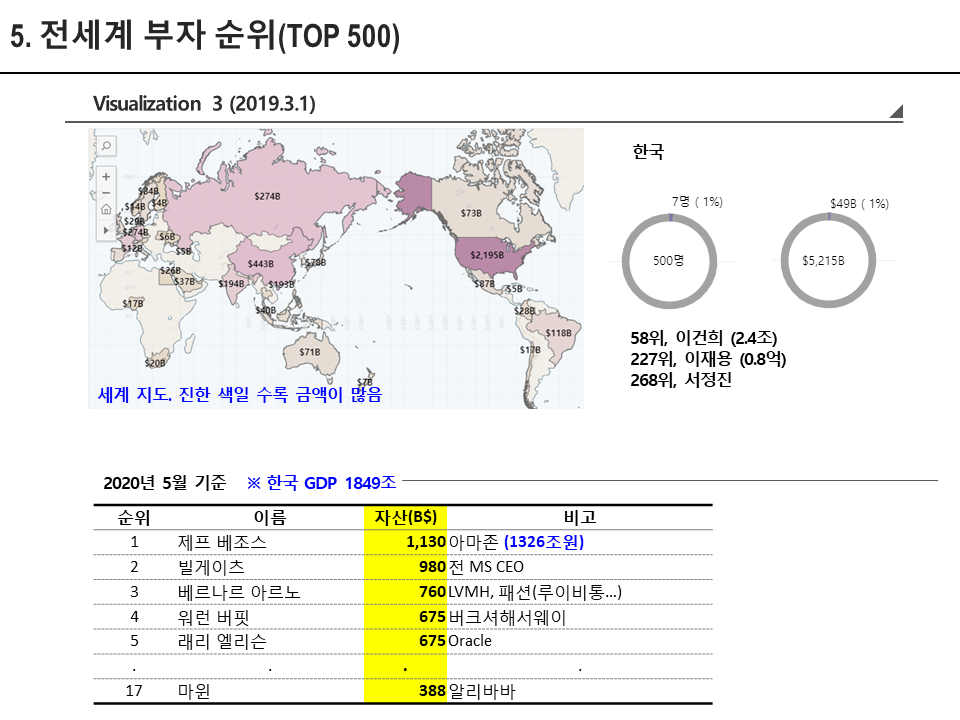 5. 전세계 부자 순위(TOP 500)
Visualization 3 (2019.3.1)
$84B
$4B
$14B
$29B
$274B
$12B
$6B
$5B
$274B
$443B
$78B
$26B
$37B
$194B
$193B
$17B
$40B
$20B
$71B
$7B
$73B
$2,195B
$87B
$5B
$28B
$118B
$17B
세계 지도. 진한 색일 수록 금액이 많음
한국
7명 ( 1%)
500명
$49B ( 1%)
$5,215B
58위, 이건희 (2.4조)
227위, 이재용 (0.8억)
268위, 서정진
2020년 5월 기준 ※ 한국 GDP 1849조
순위 이름 자산(B$) 비고
1 제프 베조스 1,130 아마존 (1326조원)
2 빌게이츠 980 전 MS CEO
3 베르나르 아르노 760 LVMH, 패션(루이비통...)
4 워런 버핏 675 버크셔해서웨이
5 래리 엘리슨 675 Oracle
. . . .
17 마윈 388 알리바바